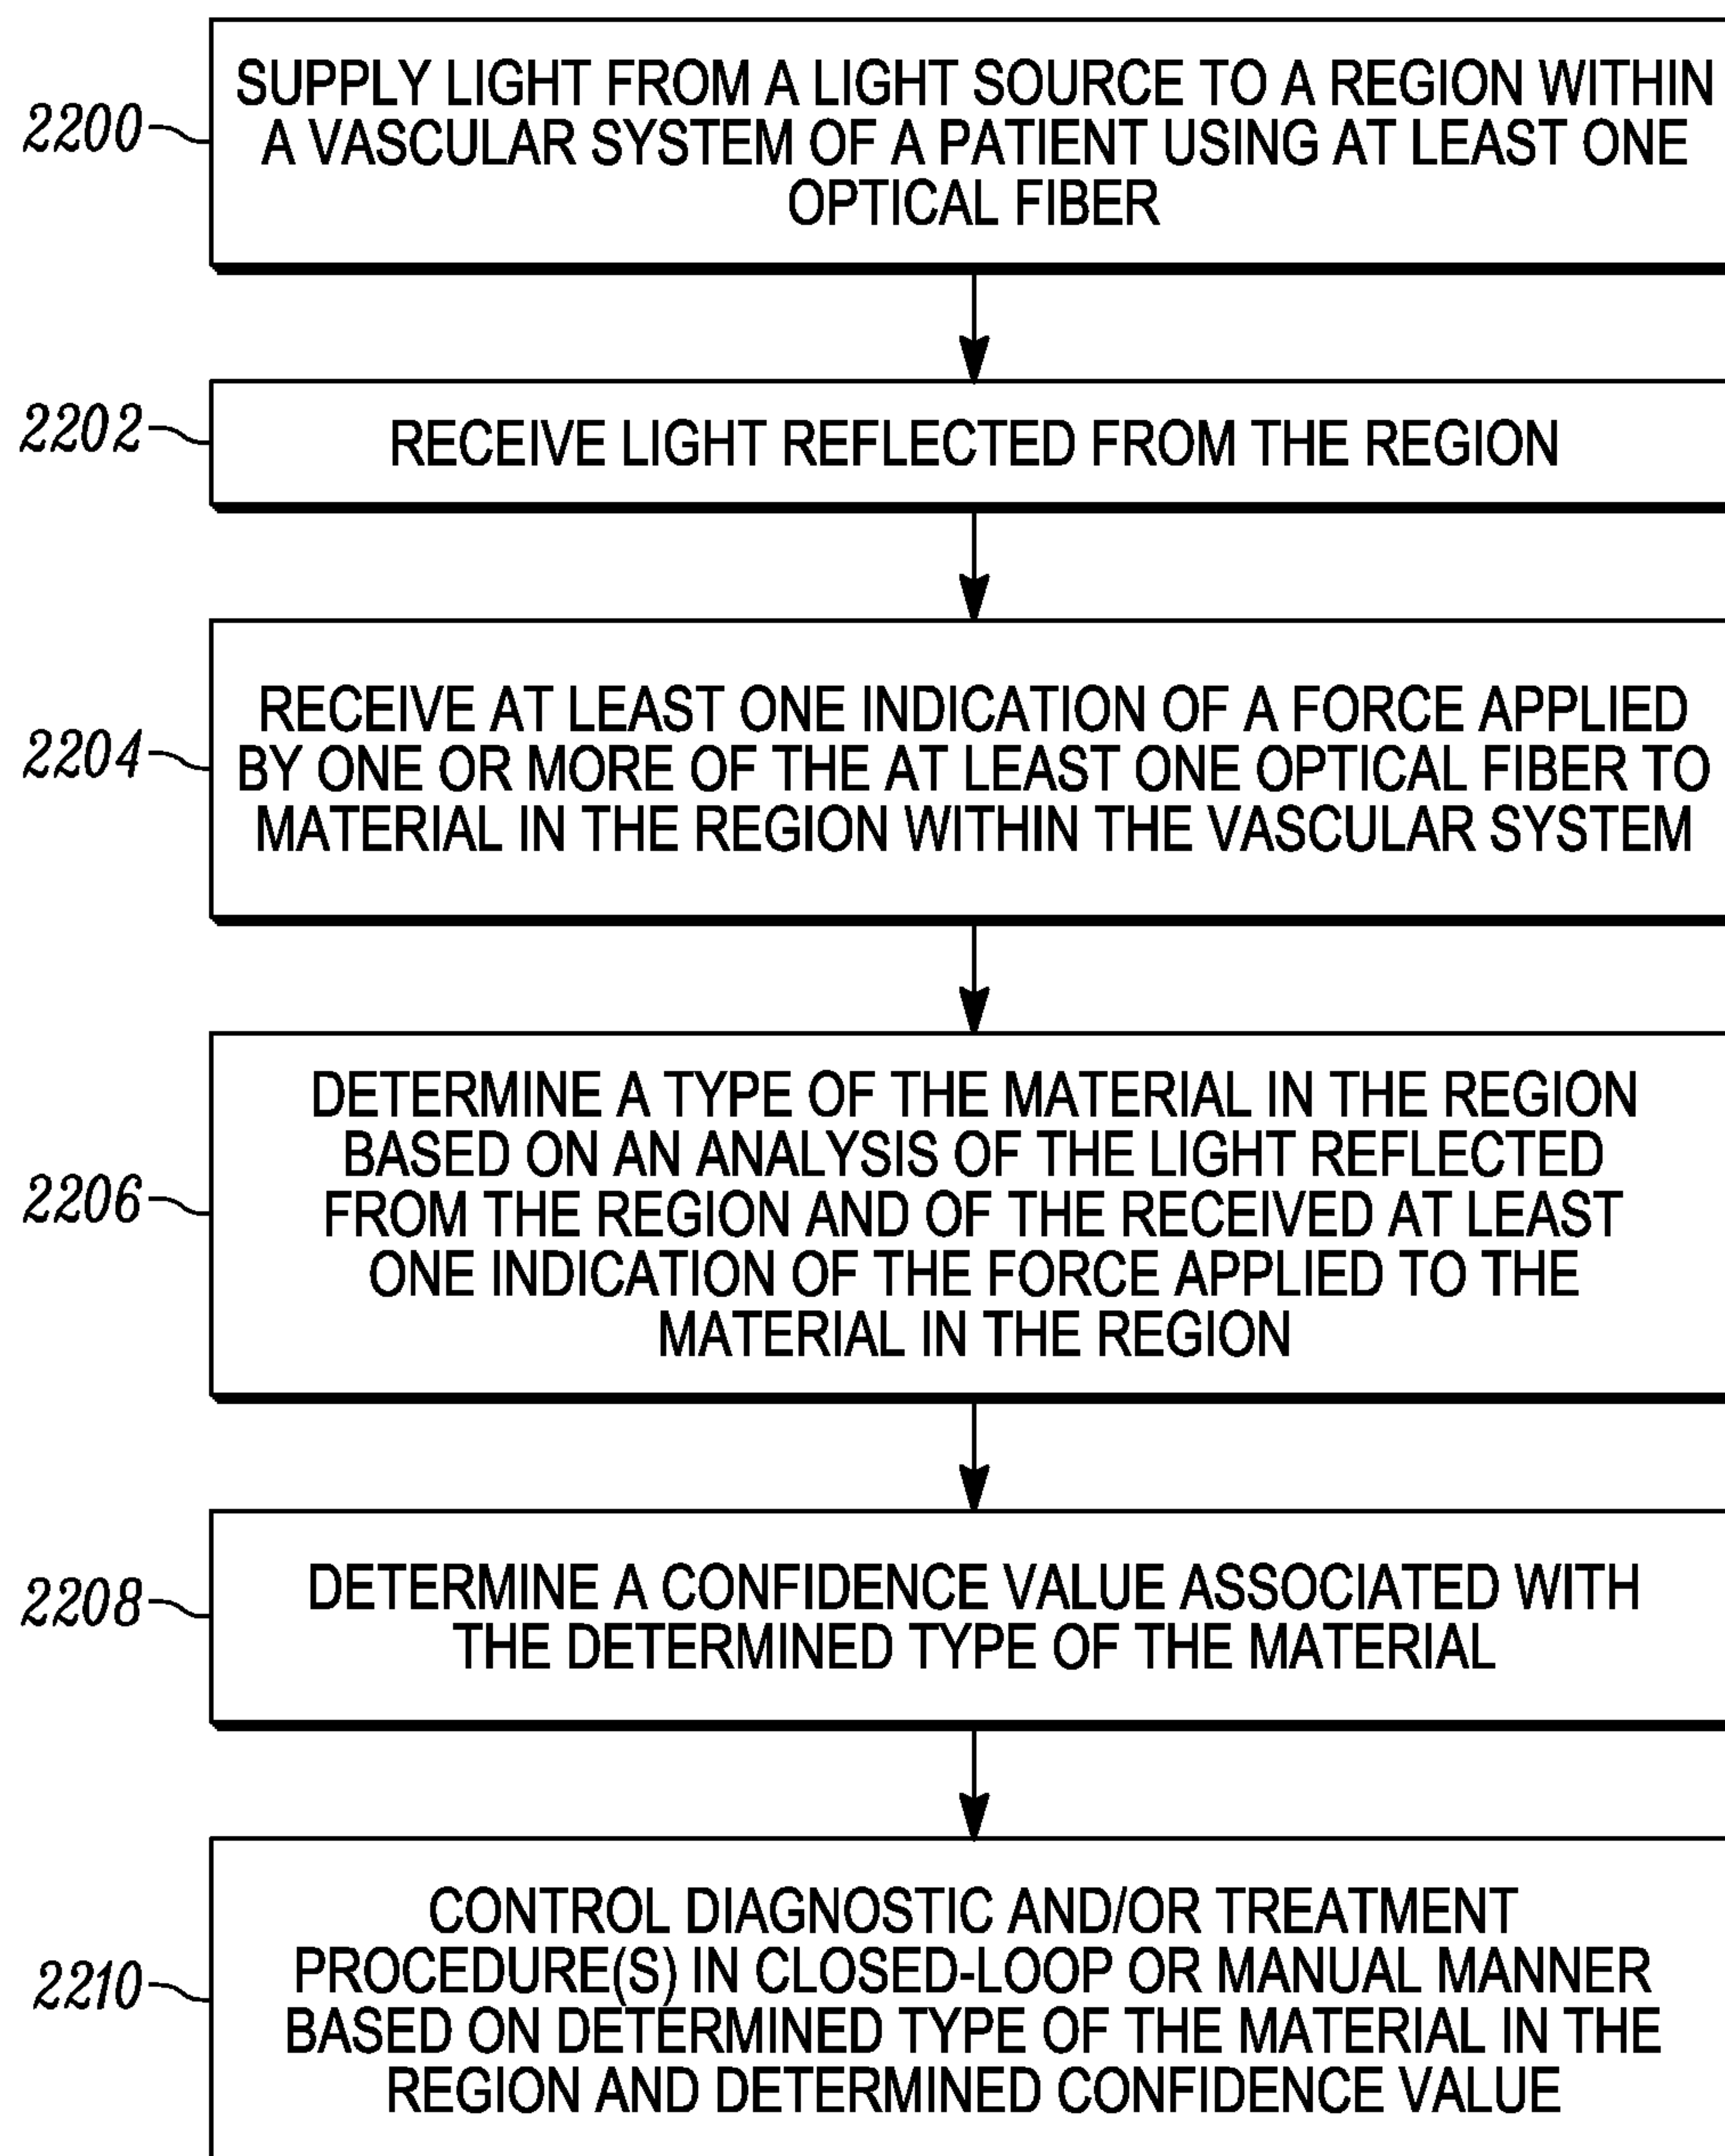 2200
SUPPLY LIGHT FROM A LIGHT SOURCE TO A REGION WITHIN
A VASCULAR SYSTEM OF A PATIENT USING AT LEAST ONE
OPTICAL FIBER
2202
RECEIVE LIGHT REFLECTED FROM THE REGION
2204
RECEIVE AT LEAST ONE INDICATION OF A FORCE APPLIED
BY ONE OR MORE OF THE AT LEAST ONE OPTICAL FIBER TO
MATERIAL IN THE REGION WITHIN THE VASCULAR SYSTEM
2206
DETERMINE A TYPE OF THE MATERIAL IN THE REGION
BASED ON AN ANALYSIS OF THE LIGHT REFLECTED
FROM THE REGION AND OF THE RECEIVED AT LEAST
ONE INDICATION OF THE FORCE APPLIED TO THE
MATERIAL IN THE REGION
2208
DETERMINE A CONFIDENCE VALUE ASSOCIATED WITH
THE DETERMINED TYPE OF THE MATERIAL
2210
CONTROL DIAGNOSTIC AND/OR TREATMENT
PROCEDURE(S) IN CLOSED-LOOP OR MANUAL MANNER
BASED ON DETERMINED TYPE OF THE MATERIAL IN THE
REGION AND DETERMINED CONFIDENCE VALUE